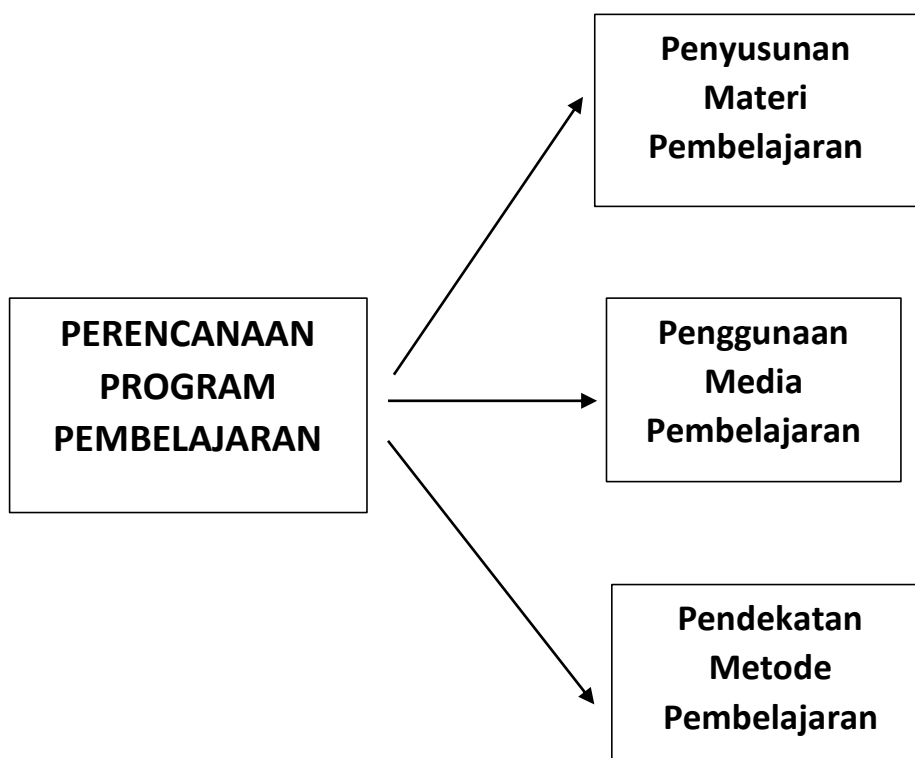 Penyusunan
Materi
Pembelajaran
PERENCANAAN
PROGRAM
PEMBELAJARAN
Penggunaan
Media
Pembelajaran
Pendekatan
Metode
Pembelajaran